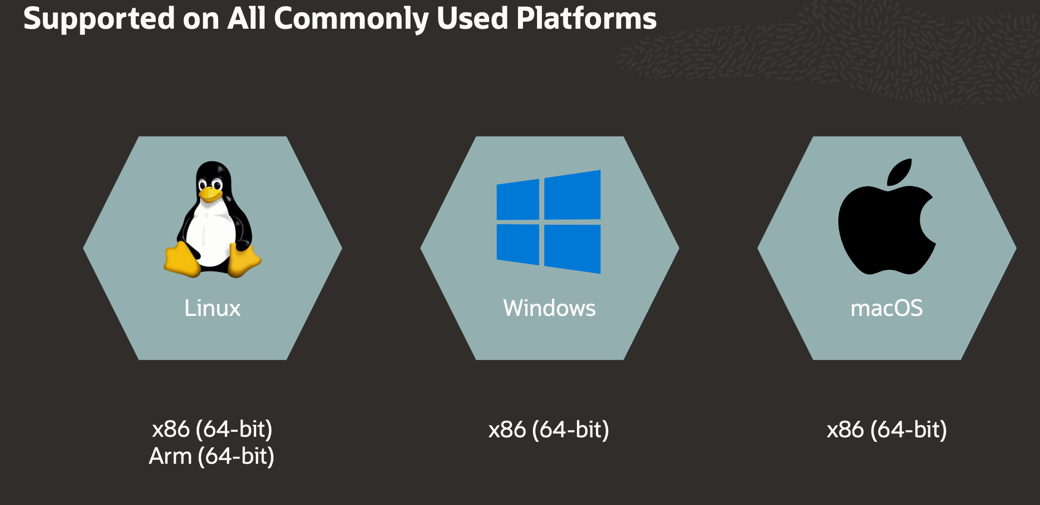 Supported on All Commonly Used Platforms
Linux
Windows
macOS
x86 (64-bit)
Arm (64-bit)
x86 (64-bit)
x86 (64-bit)